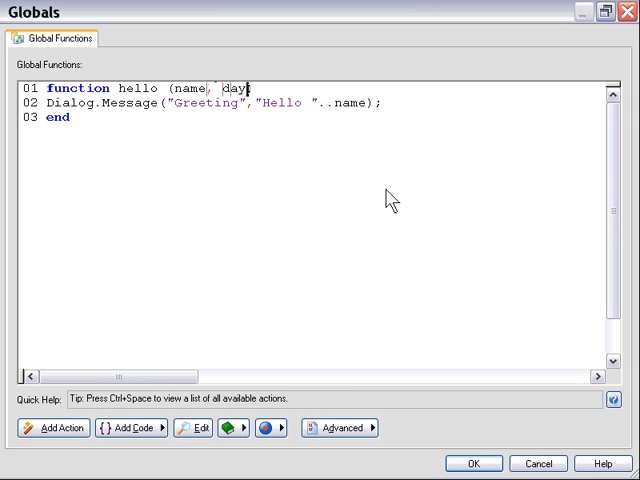 Globals
Global Functions
Global Functions:
01 function hello (name, day)
02 Dialog.Message("Greeting","Hello "..name);
03 end
Quick Help: Tip: Press Ctrl+Space to view a list of all available actions.
Add Action { } Add Code Edit Advanced
OK Cancel Help